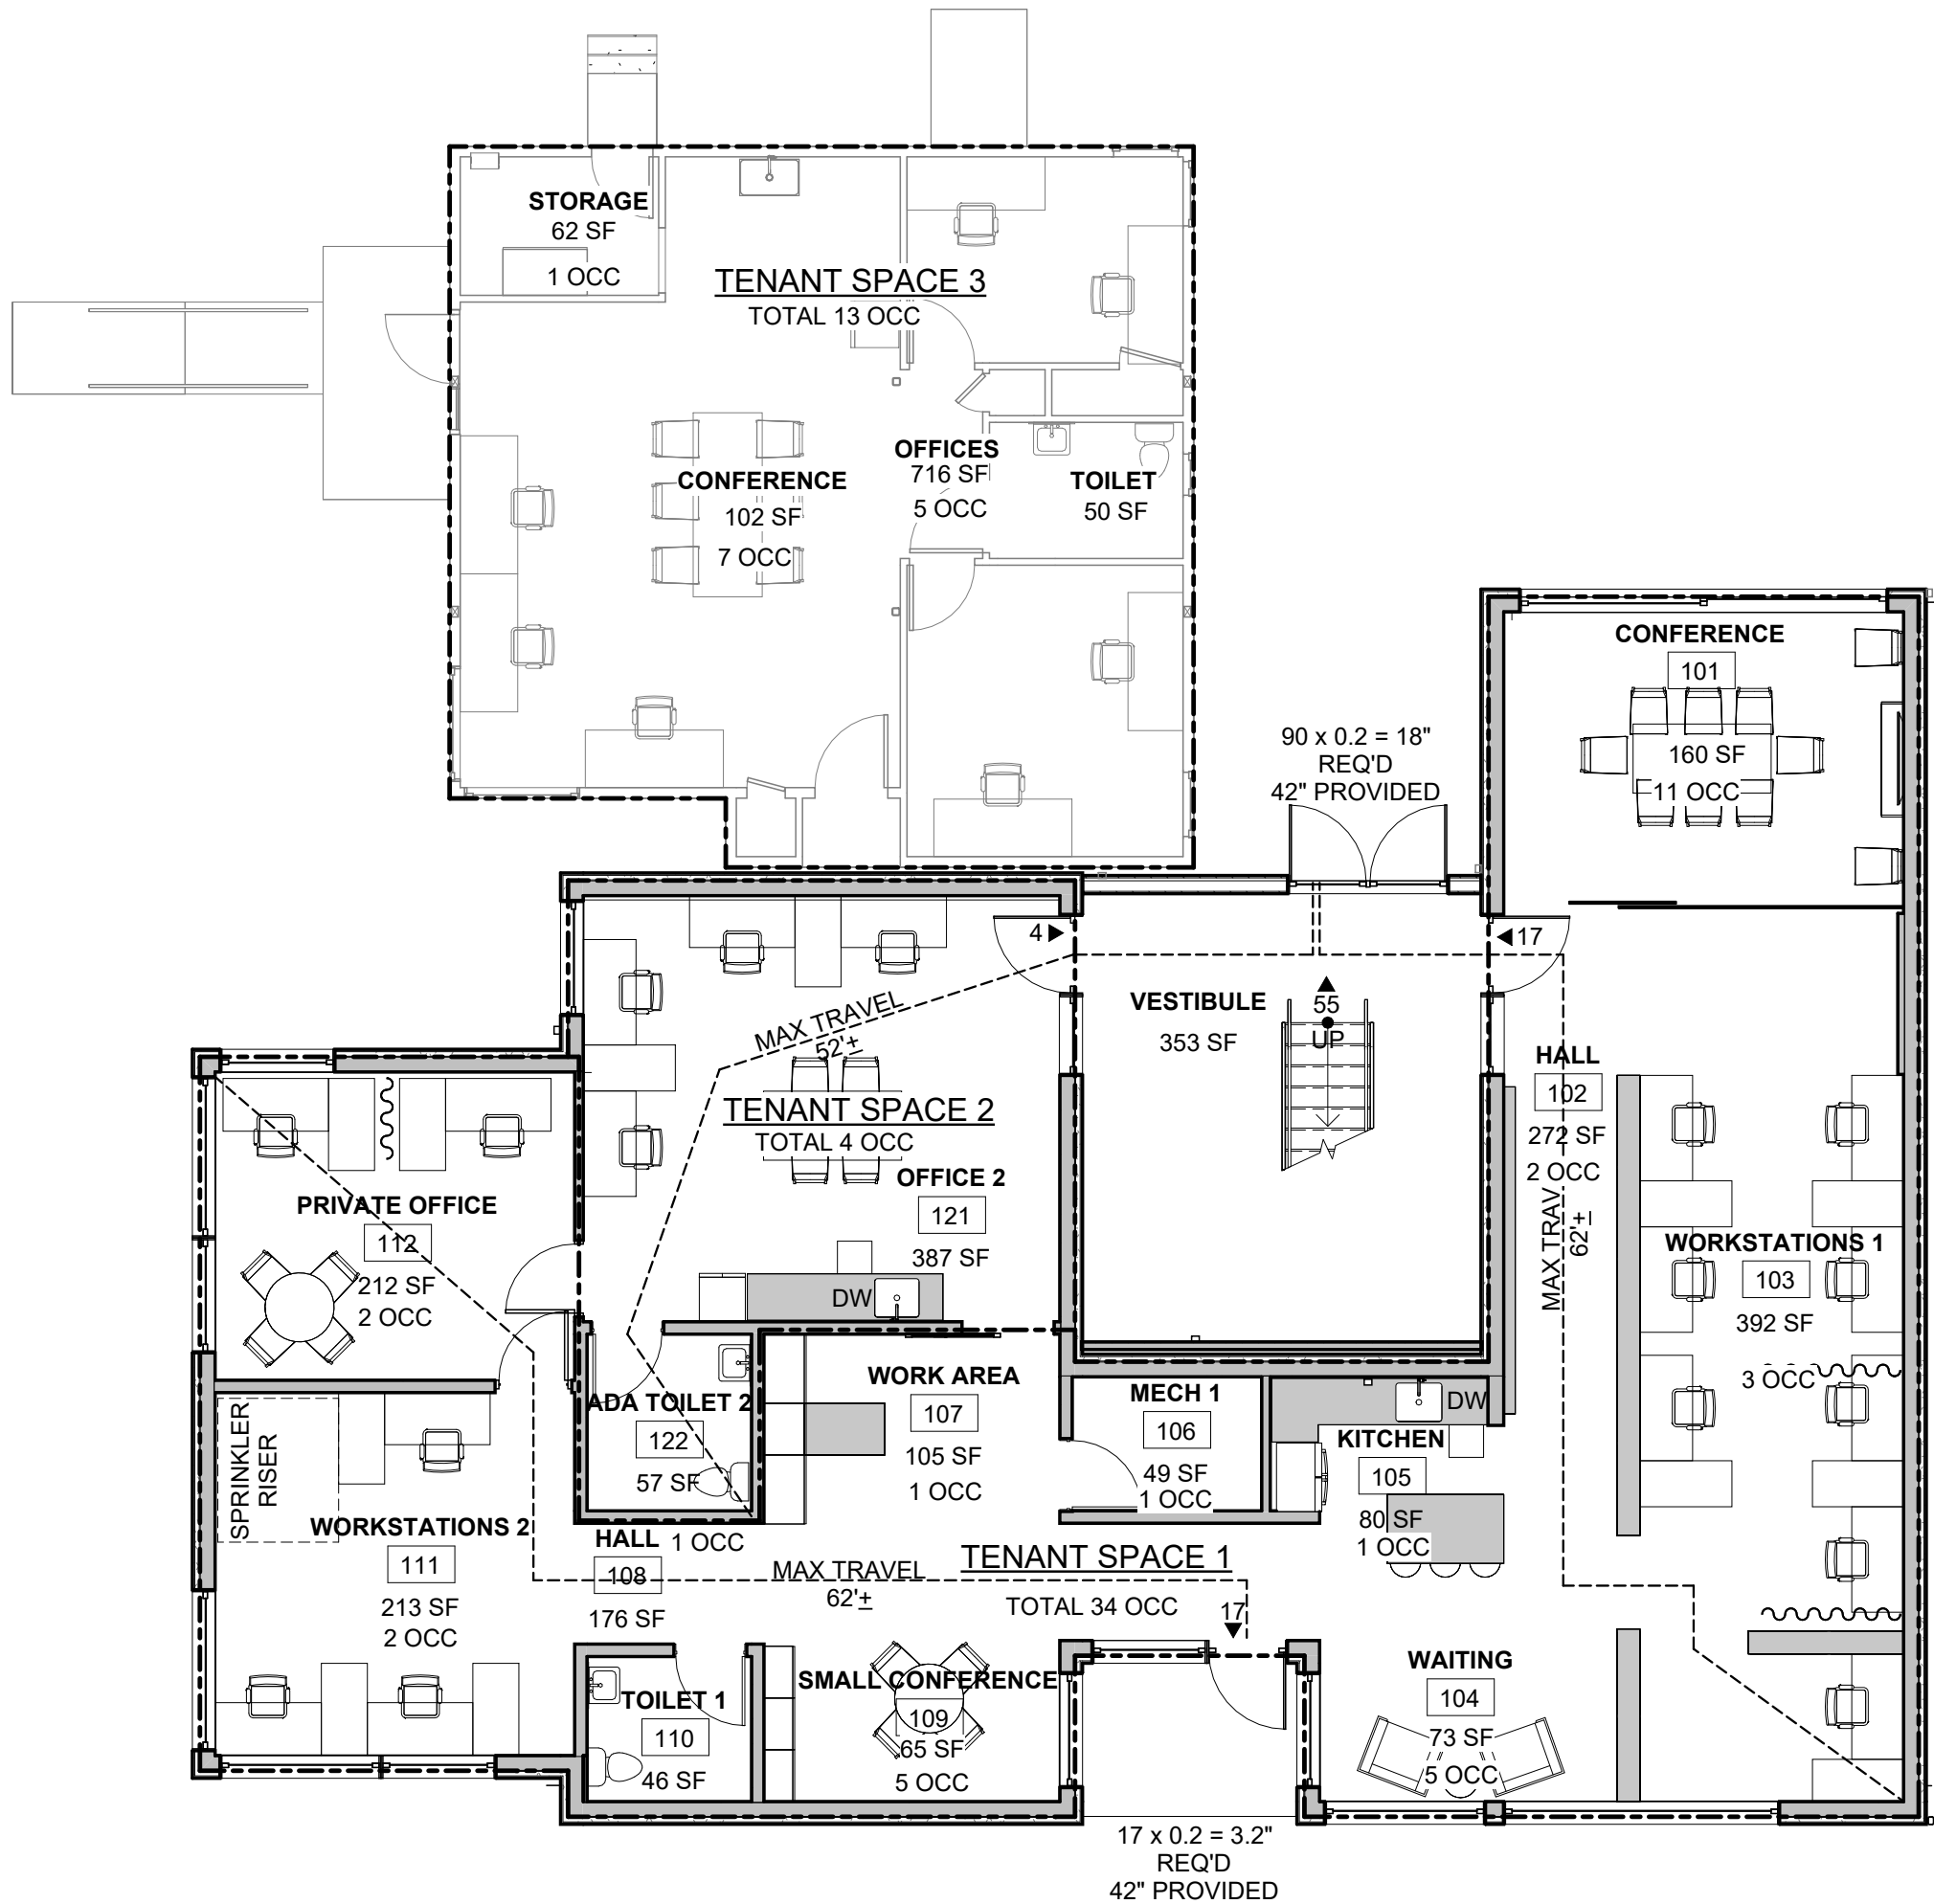 STORAGE
62 SF
1 OCC
TENANT SPACE 3
TOTAL 13 OCC
OFFICES
716 SF
5 OCC
CONFERENCE
102 SF
7 OCC
TOILET
50 SF
CONFERENCE
101
160 SF
11 OCC
90 x 0.2 = 18"
REQ'D
42" PROVIDED
4
17
VESTIBULE
353 SF
55
UP
MAX TRAVEL
52'±
HALL
102
272 SF
2 OCC
TENANT SPACE 2
TOTAL 4 OCC
OFFICE 2
121
387 SF
DW
PRIVATE OFFICE
112
212 SF
2 OCC
MAX TRAV
62'±
WORKSTATIONS 1
103
392 SF
3 OCC
ADA TOILET 2
122
57 SF
WORK AREA
107
105 SF
1 OCC
MECH 1
106
49 SF
1 OCC
DW
KITCHEN
105
80 SF
1 OCC
SPRINKLER
RISER
WORKSTATIONS 2
111
213 SF
2 OCC
HALL
1 OCC
108
176 SF
MAX TRAVEL
62'±
TENANT SPACE 1
TOTAL 34 OCC
17
TOILET 1
110
46 SF
SMALL CONFERENCE
109
65 SF
5 OCC
WAITING
104
73 SF
5 OCC
17 x 0.2 = 3.2"
REQ'D
42" PROVIDED